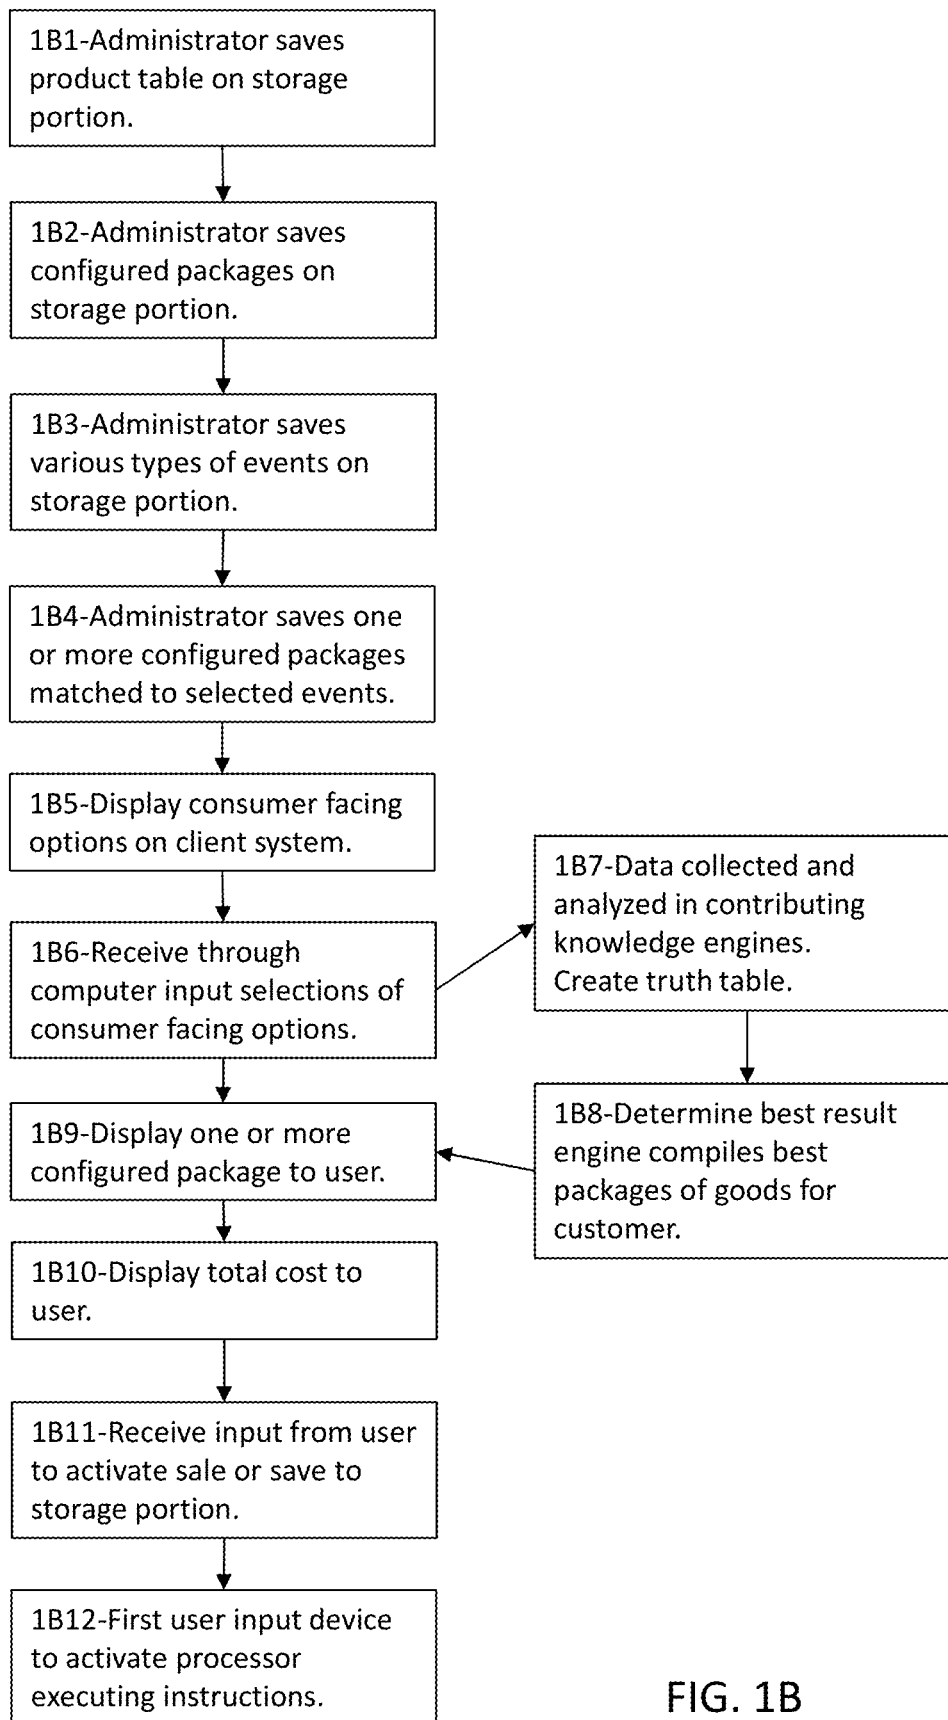 1B1-Administrator saves
product table on storage
portion.
1B2-Administrator saves
configured packages on
storage portion.
1B3-Administrator saves
various types of events on
storage portion.
1B4-Administrator saves one
or more configured packages
matched to selected events.
1B5-Display consumer facing
options on client system.
1B6-Receive through
computer input selections of
consumer facing options.
1B7-Data collected and
analyzed in contributing
knowledge engines.
Create truth table.
1B8-Determine best result
engine compiles best
packages of goods for
customer.
1B9-Display one or more
configured package to user.
1B10-Display total cost to
user.
1B11-Receive input from user
to activate sale or save to
storage portion.
1B12-First user input device
to activate processor
executing instructions.
FIG. 1B